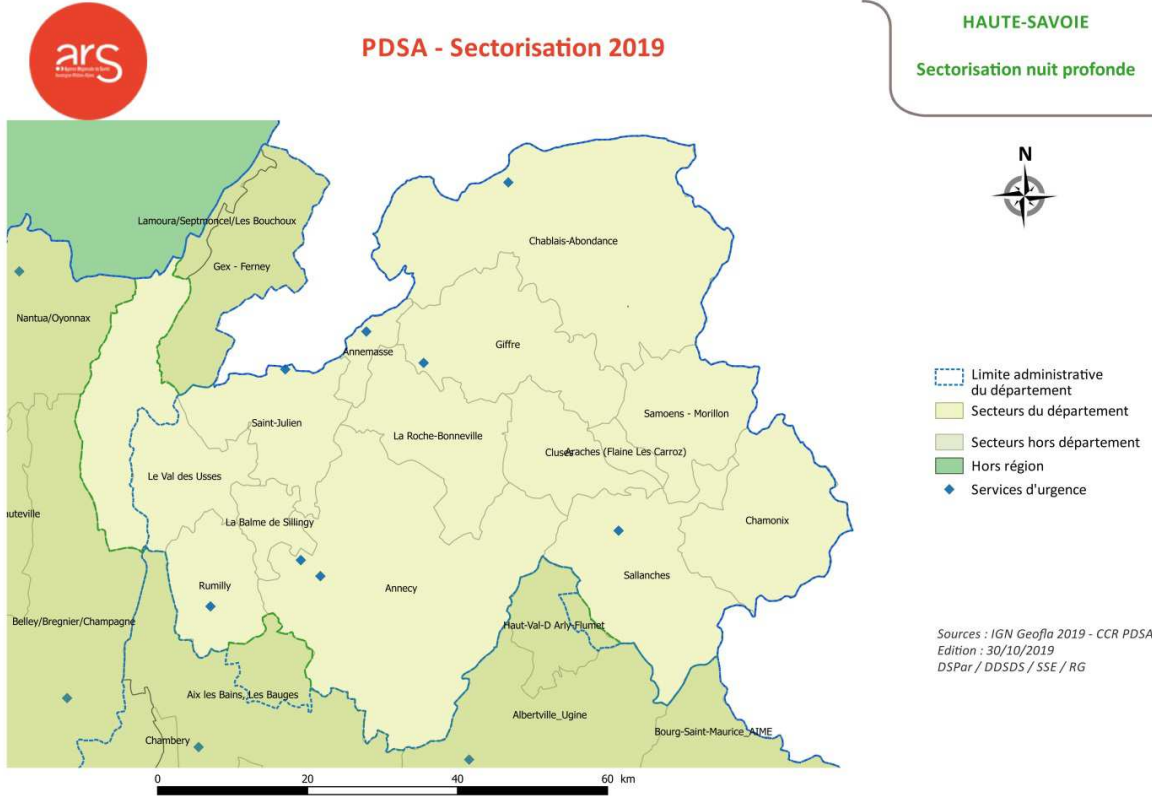 ars
PDSA - Sectorisation 2019
HAUTE-SAVOIE
Sectorisation nuit profonde
N
Lamoura/Septmoncel/Les Bouchoux
Chablais-Abondance
Gex - Ferney
Nantua/Oyonnax
Annemasse
Giffre
Samoens - Morillon
Saint-Julien
La Roche-Bonneville
Araches (Flaine Les Carroz)
Le Val des Usses
uteville
La Balme de Sillingy
Chamonix
Rumilly
Annecy
Sallanches
Belley/Bregnier/Champagne
Haut-Val-D Arly-Flumet
Aix les Bains, Les Bauges
Albertville_Ugine
Chambery
Bourg-Saint-Maurice_AIME
0 20 40 60 km
Limite administrative
du département
Secteurs du département
Secteurs hors département
Hors région
Services d'urgence
Sources : IGN Geofla 2019 - CCR PDSA
Edition : 30/10/2019
DSPar / DDSDS / SSE / RG